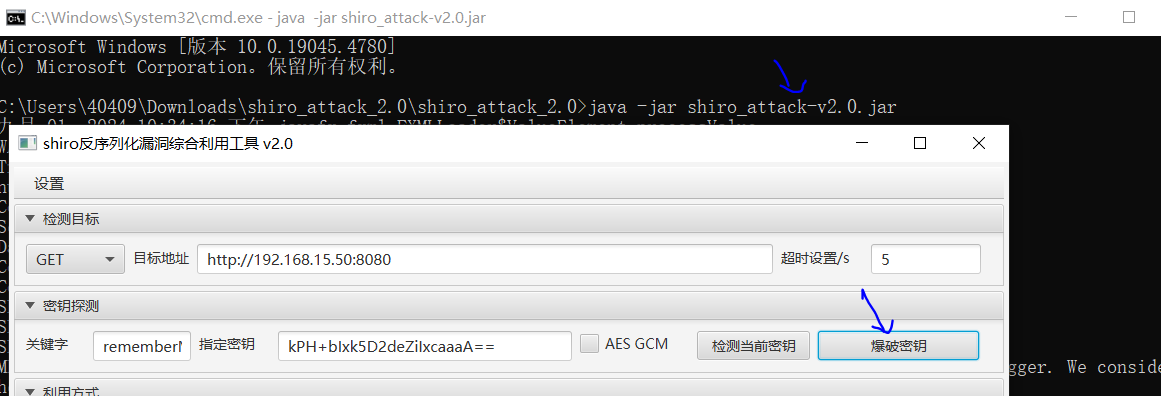 C:\Windows\System32\cmd.exe - java -jar shiro_attack-v2.0.jar
Microsoft Windows [版本 10.0.19045.4780]
(c) Microsoft Corporation。保留所有权利。
C:\Users\40409\Downloads\shiro_attack_2.0\shiro_attack_2.0>java -jar shiro_attack-v2.0.jar
shiro反序列化漏洞综合利用工具 v2.0
设置
检测目标
GET 目标地址 http://192.168.15.50:8080 超时设置/s 5
密钥探测
关键字 指定密钥 kPH+bIxk5D2deZiIxcaaaA== AES GCM 检测当前密钥 爆破密钥
gger. We conside
利用方式